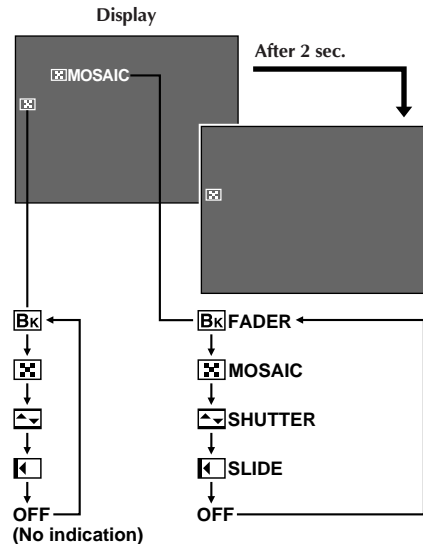 Display
After 2 sec.
MOSAIC
BK
BK FADER
MOSAIC
SHUTTER
SLIDE
OFF
(No indication)
OFF